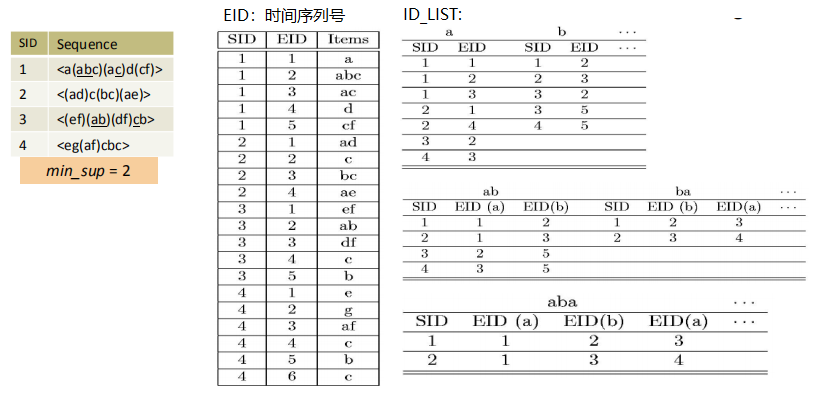 EID：时间序列号
ID_LIST:
SID Sequence
1 <a(abc)(ac)d(cf)>
2 <(ad)c(bc)(ae)>
3 <(ef)(ab)(df)cb>
4 <eg(af)cbc>
min_sup = 2
SID EID Items
1 1 a
1 2 abc
1 3 ac
1 4 d
1 5 cf
2 1 ad
2 2 c
2 3 bc
2 4 ae
3 1 ef
3 2 ab
3 3 df
3 4 c
3 5 b
4 1 e
4 2 g
4 3 af
4 4 c
4 5 b
4 6 c
a b ···
SID EID SID EID ···
1 1 1 2
1 2 2 3
1 3 3 2
2 1 3 5
2 4 4 5
3 2
4 3
ab ba ···
SID EID (a) EID(b) SID EID (b) EID(a) ···
1 1 2 1 2 3
2 1 3 2 3 4
3 2 5
4 3 5
aba ···
SID EID (a) EID(b) EID(a) ···
1 1 2 3
2 1 3 4